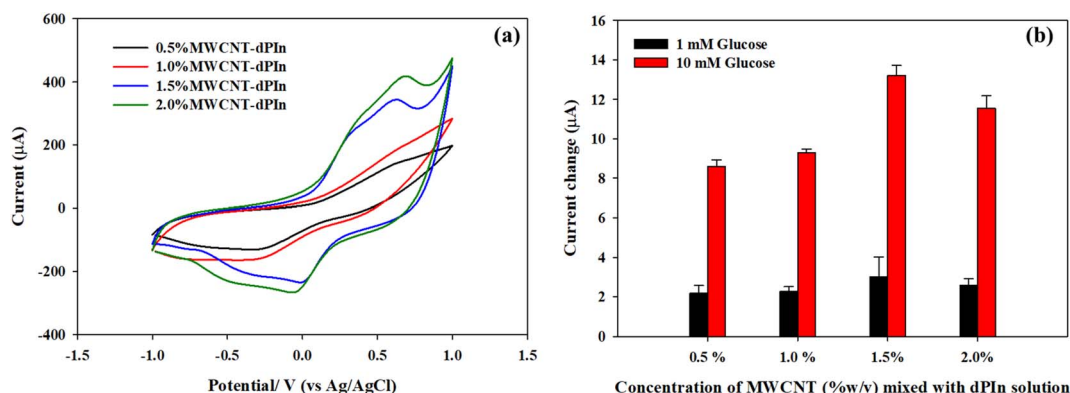 (a)
0.5%MWCNT-dPIn
1.0%MWCNT-dPIn
1.5%MWCNT-dPIn
2.0%MWCNT-dPIn
Current (μA)
600
400
200
0
-200
-400
-1.5
-1.0
-0.5
0.0
0.5
1.0
1.5
Potential/ V (vs Ag/AgCl)
(b)
1 mM Glucose
10 mM Glucose
Current change (μA)
16
14
12
10
8
6
4
2
0
0.5 %
1.0 %
1.5%
2.0%
Concentration of MWCNT (%w/v) mixed with dPIn solution